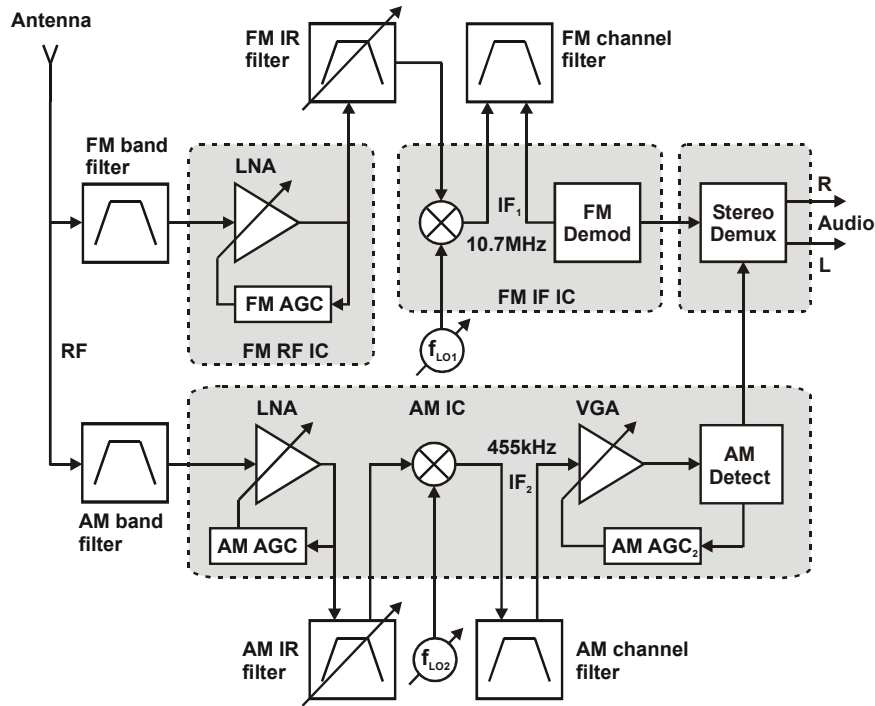 Antenna
FM IR
filter
FM channel
filter
FM band
filter
LNA
FM AGC
FM RF IC
IF₁
10.7MHz
FM
Demod
FM IF IC
Stereo
Demux
R
Audio
L
f_LO1
RF
AM band
filter
LNA
AM AGC
AM IC
455kHz
IF₂
VGA
AM
Detect
AM AGC₂
AM IR
filter
f_LO2
AM channel
filter